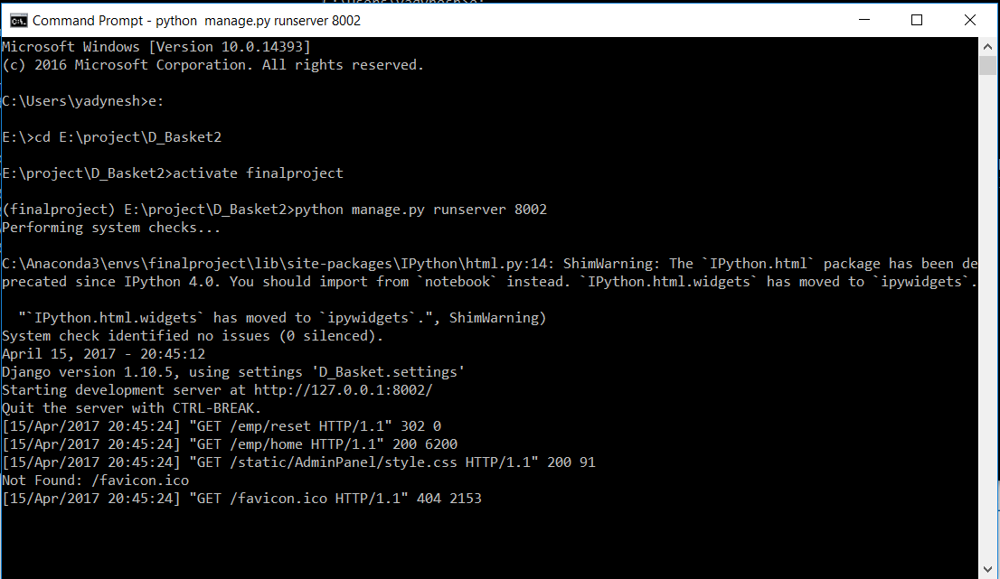 Command Prompt - python  manage.py runserver 8002
Microsoft Windows [Version 10.0.14393]
(c) 2016 Microsoft Corporation. All rights reserved.
C:\Users\yadynesh>e:
E:\>cd E:\project\D_Basket2
E:\project\D_Basket2>activate finalproject
(finalproject) E:\project\D_Basket2>python manage.py runserver 8002
Performing system checks...
C:\Anaconda3\envs\finalproject\lib\site-packages\IPython\html.py:14: ShimWarning: The `IPython.html` package has been de
precated since IPython 4.0. You should import from `notebook` instead. `IPython.html.widgets` has moved to `ipywidgets`.
  "`IPython.html.widgets` has moved to `ipywidgets`.", ShimWarning)
System check identified no issues (0 silenced).
April 15, 2017 - 20:45:12
Django version 1.10.5, using settings 'D_Basket.settings'
Starting development server at http://127.0.0.1:8002/
Quit the server with CTRL-BREAK.
[15/Apr/2017 20:45:24] "GET /emp/reset HTTP/1.1" 302 0
[15/Apr/2017 20:45:24] "GET /emp/home HTTP/1.1" 200 6200
[15/Apr/2017 20:45:24] "GET /static/AdminPanel/style.css HTTP/1.1" 200 91
Not Found: /favicon.ico
[15/Apr/2017 20:45:24] "GET /favicon.ico HTTP/1.1" 404 2153